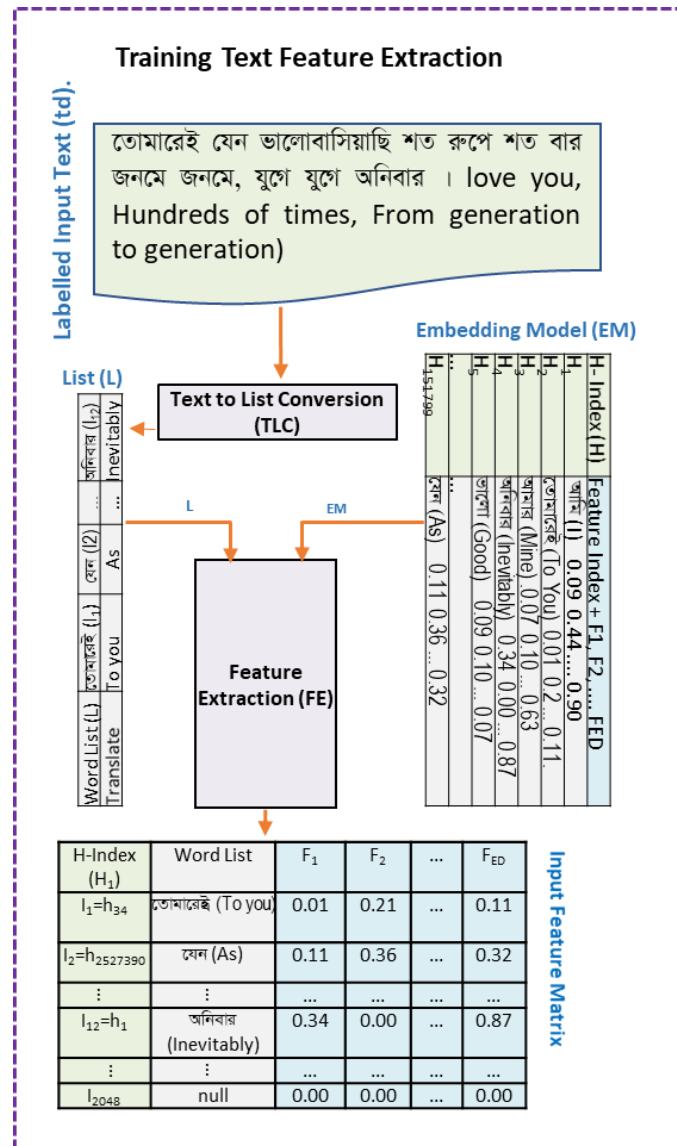 Training Text Feature Extraction
Labelled Input Text (td).
তোমারেই যেন ভালোবাসিয়াছি শত রুপে শত বার
জনমে জনমে, যুগে যুগে অনিবার । love you,
Hundreds of times, From generation
to generation)
Embedding Model (EM)
H- Index (H) Feature Index + F1, F2, .... FED
H1 আমি (I) 0.09 0.44 .... 0.90
H2 তোমারেই (To You) 0.01 0.2 ... 0.11.
H3 আমার (Mine) .0.07 0.10 ... 0.63
H4 অনিবার (Inevitably) 0.34 0.00 ... 0.87
H5 ভালো (Good) 0.09 0.10 ... 0.07
... ...
H151799 যেন (As) 0.11 0.36 ... 0.32
List (L)
Text to List Conversion
(TLC)
Word List (L) তোমারেই (I1) যেন (I2) ... অনিবার (I12)
Translate To you As ... Inevitably
L
EM
Feature
Extraction (FE)
H-Index
(H1) Word List F1 F2 ... FED
I1=h34 তোমারেই (To you) 0.01 0.21 ... 0.11
I2=h2527390 যেন (As) 0.11 0.36 ... 0.32
⋮ ⋮ ... ... ... ...
I12=h1 অনিবার
(Inevitably) 0.34 0.00 ... 0.87
⋮ ⋮ ... ... ... ...
I2048 null 0.00 0.00 ... 0.00
Input Feature Matrix